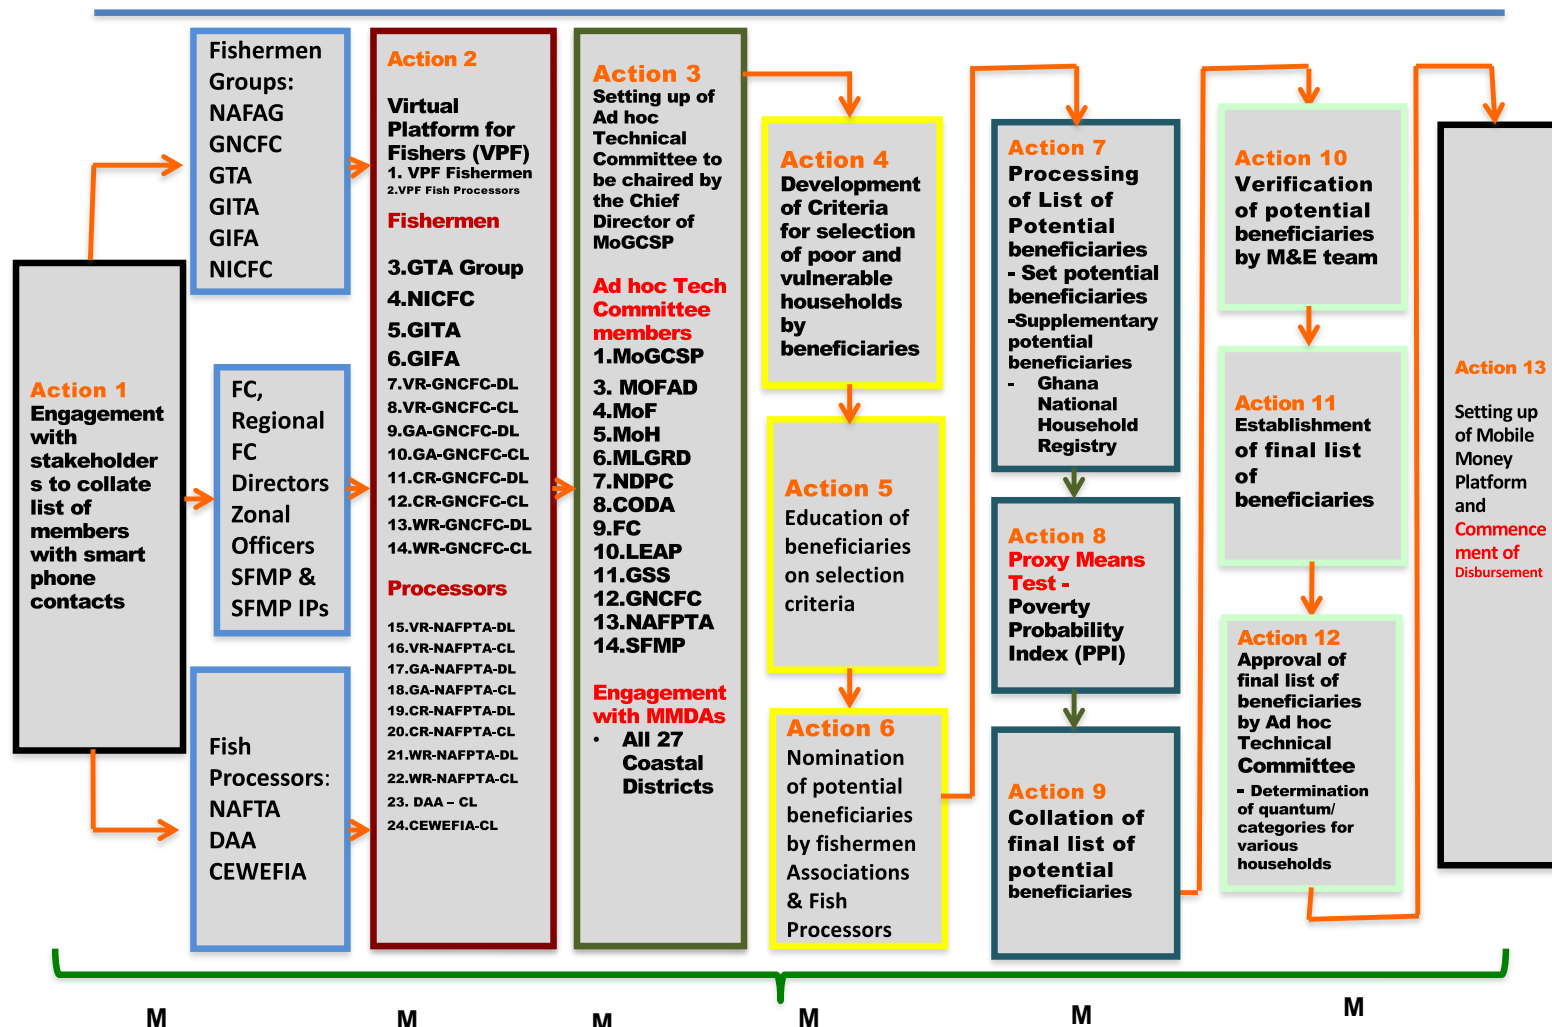 Action 1
Engagement
with
stakeholder
s to collate
list of
members
with smart
phone
contacts
Fishermen
Groups:
NAFAG
GNCFC
GTA
GITA
GIFA
NICFC
FC,
Regional
FC
Directors
Zonal
Officers
SFMP &
SFMP IPs
Fish
Processors:
NAFTA
DAA
CEWEFIA
Action 2
Virtual
Platform for
Fishers (VPF)
1. VPF Fishermen
2.VPF Fish Processors
Fishermen
3.GTA Group
4.NICFC
5.GITA
6.GIFA
7.VR-GNCFC-DL
8.VR-GNCFC-CL
9.GA-GNCFC-DL
10.GA-GNCFC-CL
11.CR-GNCFC-DL
12.CR-GNCFC-CL
13.WR-GNCFC-DL
14.WR-GNCFC-CL
Processors
15.VR-NAFPTA-DL
16.VR-NAFPTA-CL
17.GA-NAFPTA-DL
18.GA-NAFPTA-CL
19.CR-NAFPTA-DL
20.CR-NAFPTA-CL
21.WR-NAFPTA-DL
22.WR-NAFPTA-CL
23. DAA – CL
24.CEWEFIA-CL
Action 3
Setting up of
Ad hoc
Technical
Committee to
be chaired by
the Chief
Director of
MoGCSP
Ad hoc Tech
Committee
members
1.MoGCSP
3. MOFAD
4.MoF
5.MoH
6.MLGRD
7.NDPC
8.CODA
9.FC
10.LEAP
11.GSS
12.GNCFC
13.NAFPTA
14.SFMP
Engagement
with MMDAs
• All 27
Coastal
Districts
Action 4
Development
of Criteria
for selection
of poor and
vulnerable
households
by
beneficiaries
Action 5
Education of
beneficiaries
on selection
criteria
Action 6
Nomination
of potential
beneficiaries
by fishermen
Associations
& Fish
Processors
Action 7
Processing
of List of
Potential
beneficiaries
- Set potential
beneficiaries
-Supplementary
potential
beneficiaries
- Ghana
National
Household
Registry
Action 8
Proxy Means
Test -
Poverty
Probability
Index (PPI)
Action 9
Collation of
final list of
potential
beneficiaries
Action 10
Verification
of potential
beneficiaries
by M&E team
Action 11
Establishment
of final list
of
beneficiaries
Action 12
Approval of
final list of
beneficiaries
by Ad hoc
Technical
Committee
- Determination
of quantum/
categories for
various
households
Action 13
Setting up
of Mobile
Money
Platform
and
Commence
ment of
Disbursement
M M M M M M